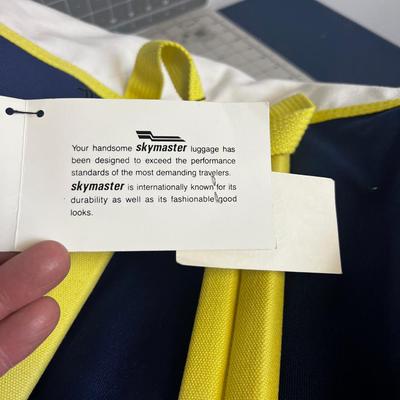 Your handsome skymaster luggage has
been designed to exceed the performance
standards of the most demanding travelers.
skymaster is internationally known for its
durability as well as its fashionable good
looks.